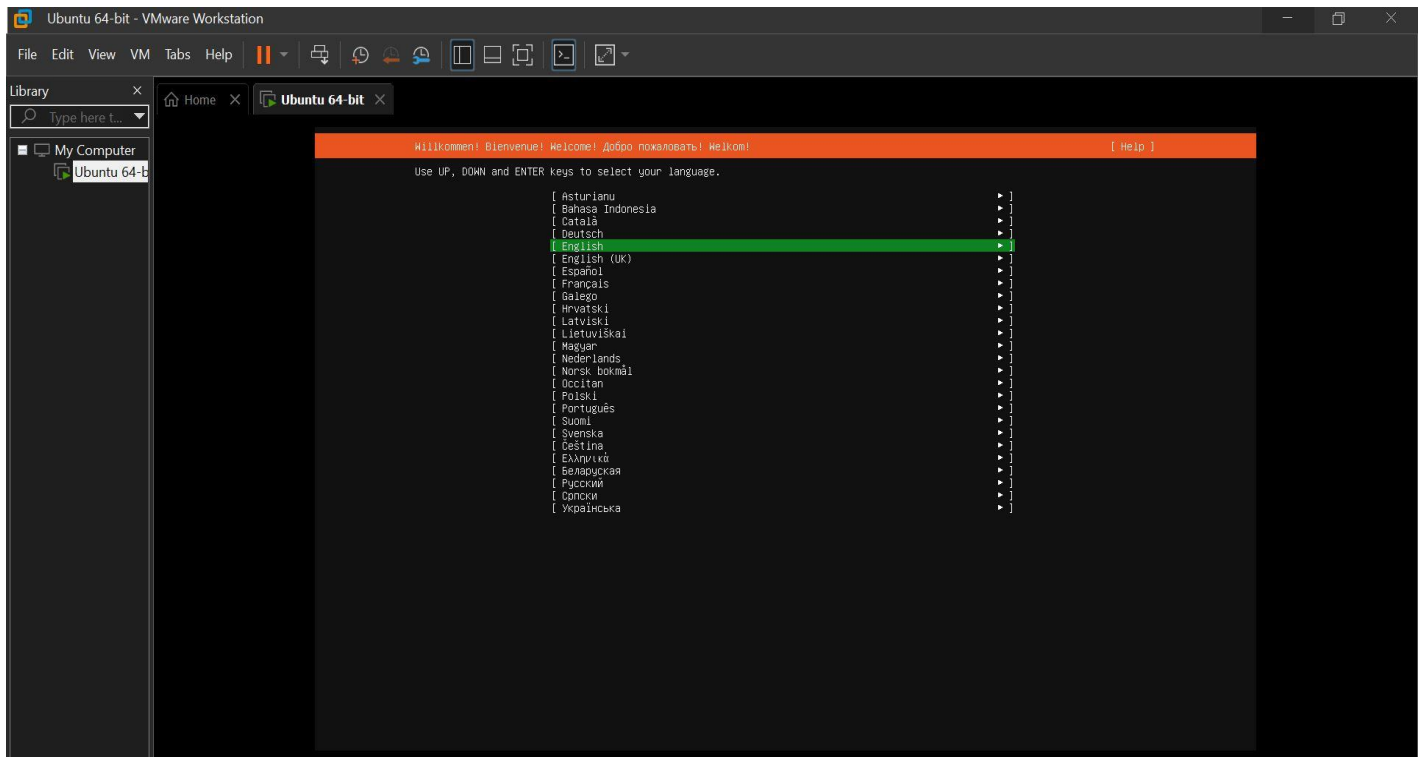 Ubuntu 64-bit - VMware Workstation
File Edit View VM Tabs Help
Library
Type here t...
My Computer
Ubuntu 64-b
Home
Ubuntu 64-bit
Willkommen! Bienvenue! Welcome! Добро пожаловать! Welkom! [ Help ]
Use UP, DOWN and ENTER keys to select your language.
[ Asturianu ► ]
[ Bahasa Indonesia ► ]
[ Català ► ]
[ Deutsch ► ]
[ English ► ]
[ English (UK) ► ]
[ Español ► ]
[ Français ► ]
[ Galego ► ]
[ Hrvatski ► ]
[ Latviski ► ]
[ Lietuviškai ► ]
[ Magyar ► ]
[ Nederlands ► ]
[ Norsk bokmål ► ]
[ Occitan ► ]
[ Polski ► ]
[ Português ► ]
[ Suomi ► ]
[ Svenska ► ]
[ Čeština ► ]
[ Ελληνικά ► ]
[ Беларуская ► ]
[ Русский ► ]
[ Српски ► ]
[ Українська ► ]